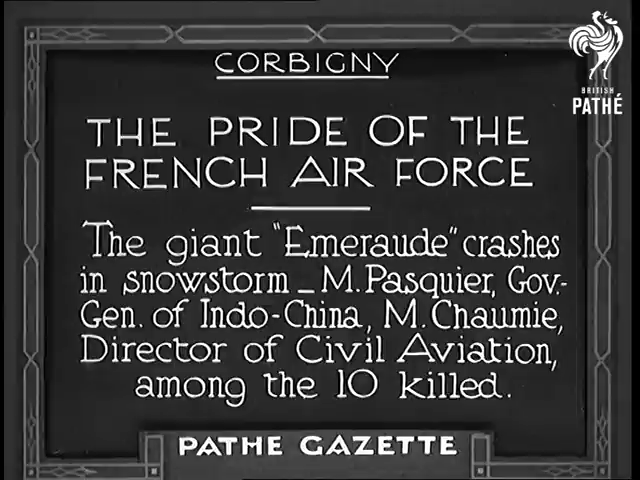 CORBIGNY
BRITISH
PATHÉ
THE PRIDE OF THE
FRENCH AIR FORCE
The giant "Emeraude" crashes
in snowstorm — M. Pasquier, Gov.-
Gen. of Indo-China, M. Chaumie,
Director of Civil Aviation,
among the 10 killed.
PATHE GAZETTE